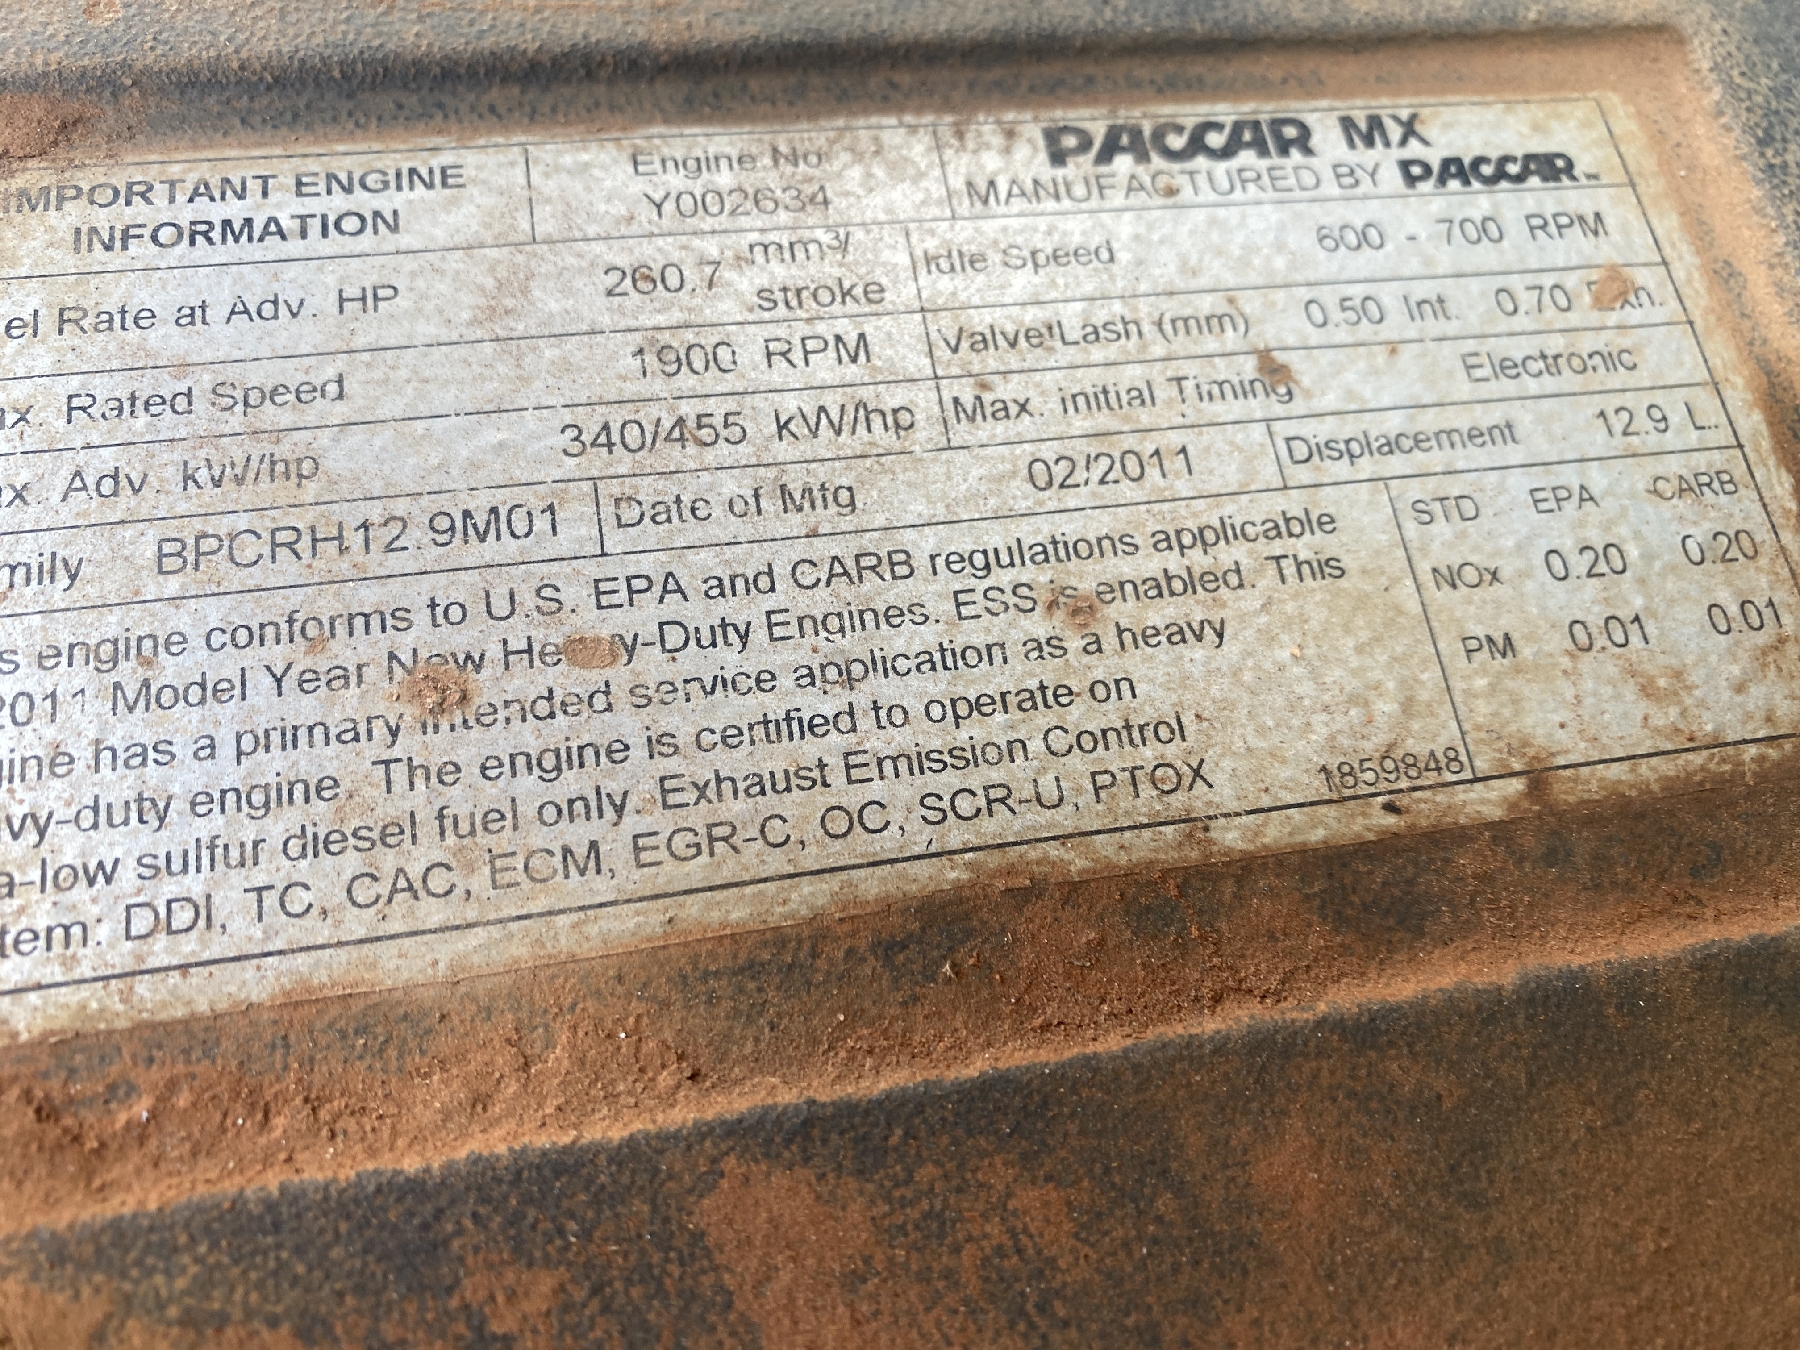 IMPORTANT ENGINE
INFORMATION
Engine No
Y002634
PACCAR MX
MANUFACTURED BY PACCAR
el Rate at Adv. HP 260.7 mm3/
stroke
Idle Speed 600 - 700 RPM
x. Rated Speed 1900 RPM
Valve Lash (mm) 0.50 Int. 0.70 Exh.
x. Adv. kW/hp 340/455 kW/hp
Max. initial Timing Electronic
mily BPCRH12.9M01
Date of Mfg. 02/2011
Displacement 12.9 L.
s engine conforms to U.S. EPA and CARB regulations applicable
2011 Model Year New Heavy-Duty Engines. ESS is enabled. This
ine has a primary intended service application as a heavy
vy-duty engine. The engine is certified to operate on
a-low sulfur diesel fuel only. Exhaust Emission Control
tem: DDI, TC, CAC, ECM, EGR-C, OC, SCR-U, PTOX
1859848
STD EPA CARB
NOx 0.20 0.20
PM 0.01 0.01